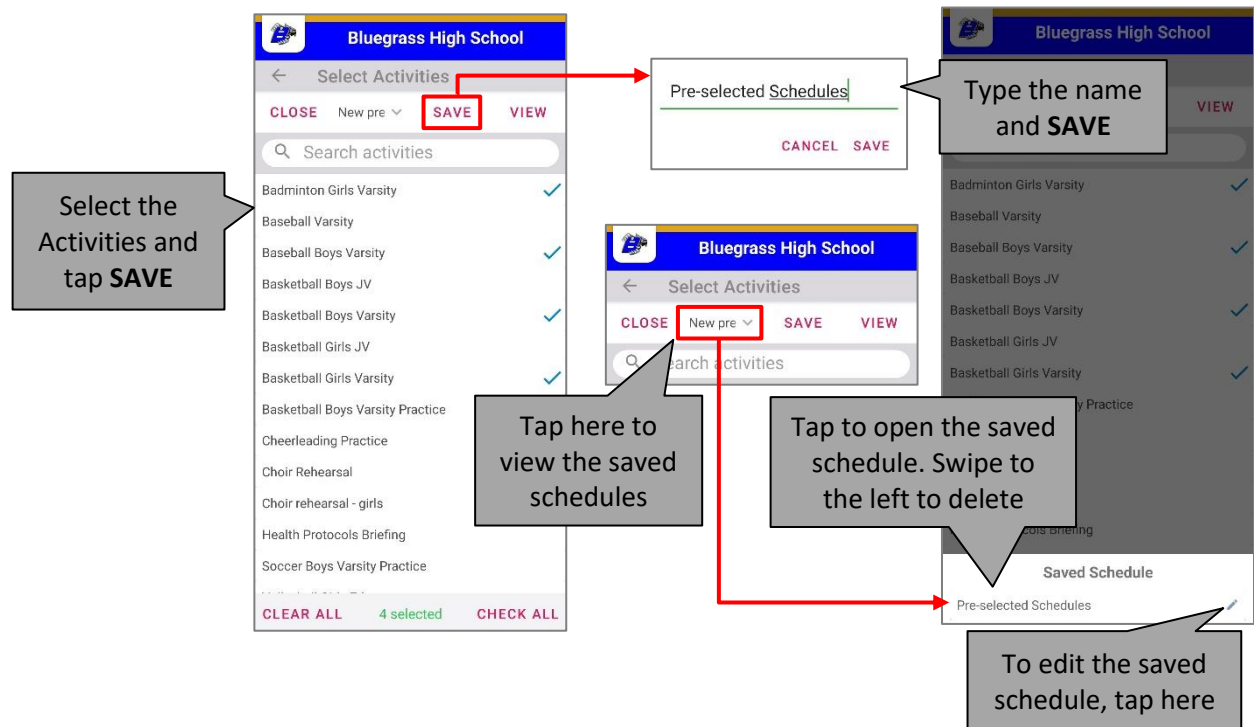 Bluegrass High School
← Select Activities
CLOSE New pre SAVE VIEW
Search activities
Badminton Girls Varsity
Baseball Varsity
Baseball Boys Varsity
Basketball Boys JV
Basketball Boys Varsity
Basketball Girls JV
Basketball Girls Varsity
Basketball Boys Varsity Practice
Cheerleading Practice
Choir Rehearsal
Choir rehearsal - girls
Health Protocols Briefing
Soccer Boys Varsity Practice
CLEAR ALL 4 selected CHECK ALL
Select the
Activities and
tap SAVE
Pre-selected Schedules
CANCEL SAVE
Type the name
and SAVE
Bluegrass High School
← Select Activities
CLOSE New pre SAVE VIEW
earch activities
Tap here to
view the saved
schedules
Bluegrass High School
VIEW
Badminton Girls Varsity
Baseball Varsity
Baseball Boys Varsity
Basketball Boys JV
Basketball Boys Varsity
Basketball Girls JV
Basketball Girls Varsity
y Practice
cols Briefing
Tap to open the saved
schedule. Swipe to
the left to delete
Saved Schedule
Pre-selected Schedules
To edit the saved
schedule, tap here